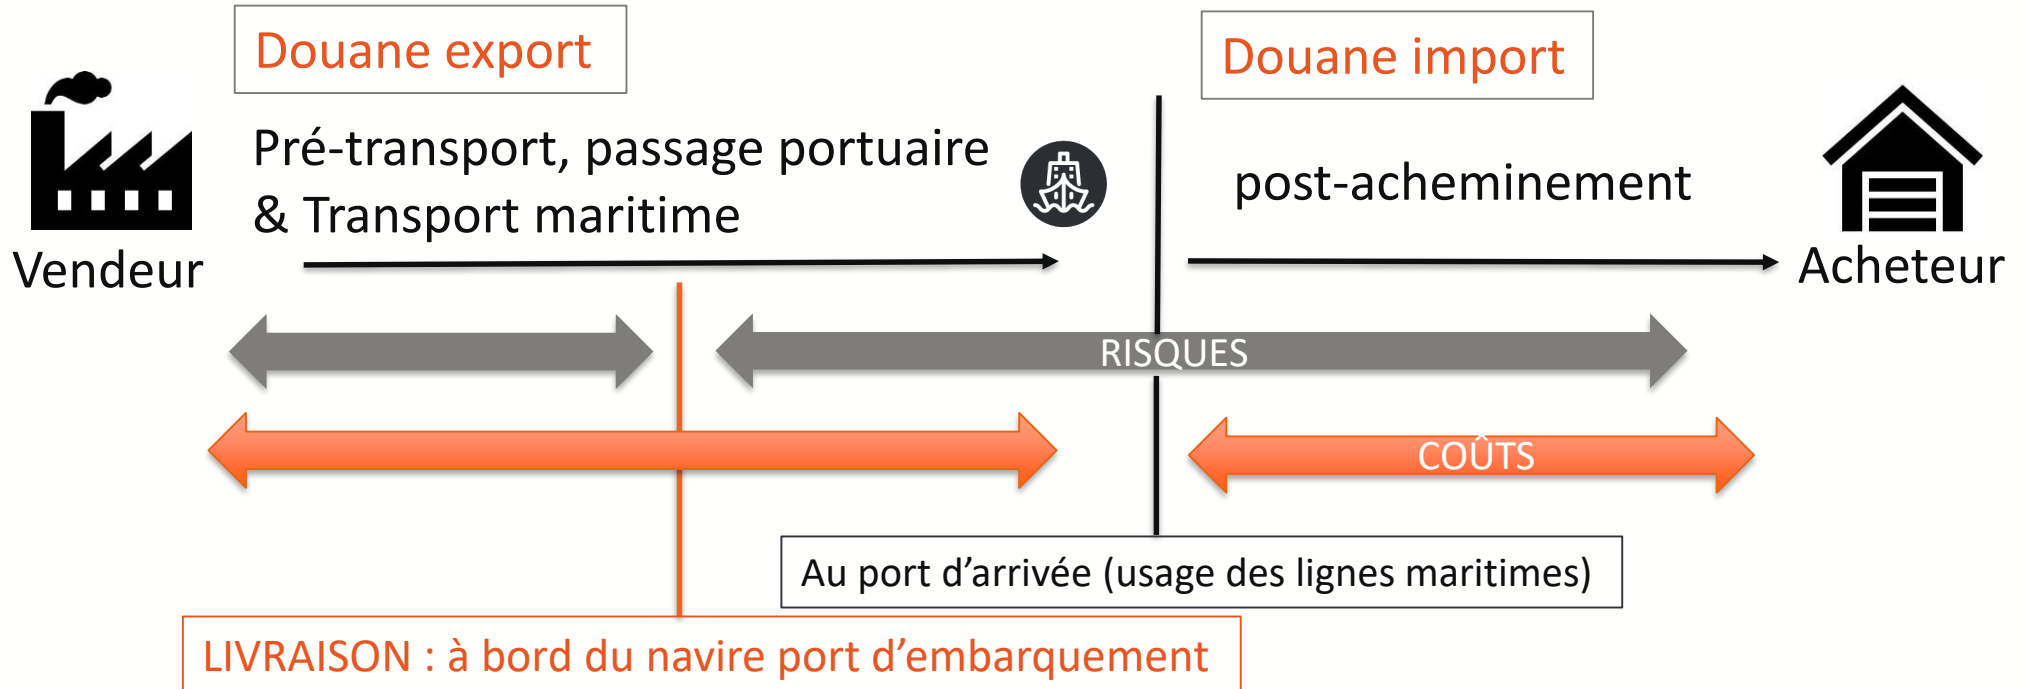 Douane export
Douane import
Pré-transport, passage portuaire
& Transport maritime
post-acheminement
Vendeur
Acheteur
RISQUES
COÛTS
Au port d’arrivée (usage des lignes maritimes)
LIVRAISON : à bord du navire port d’embarquement